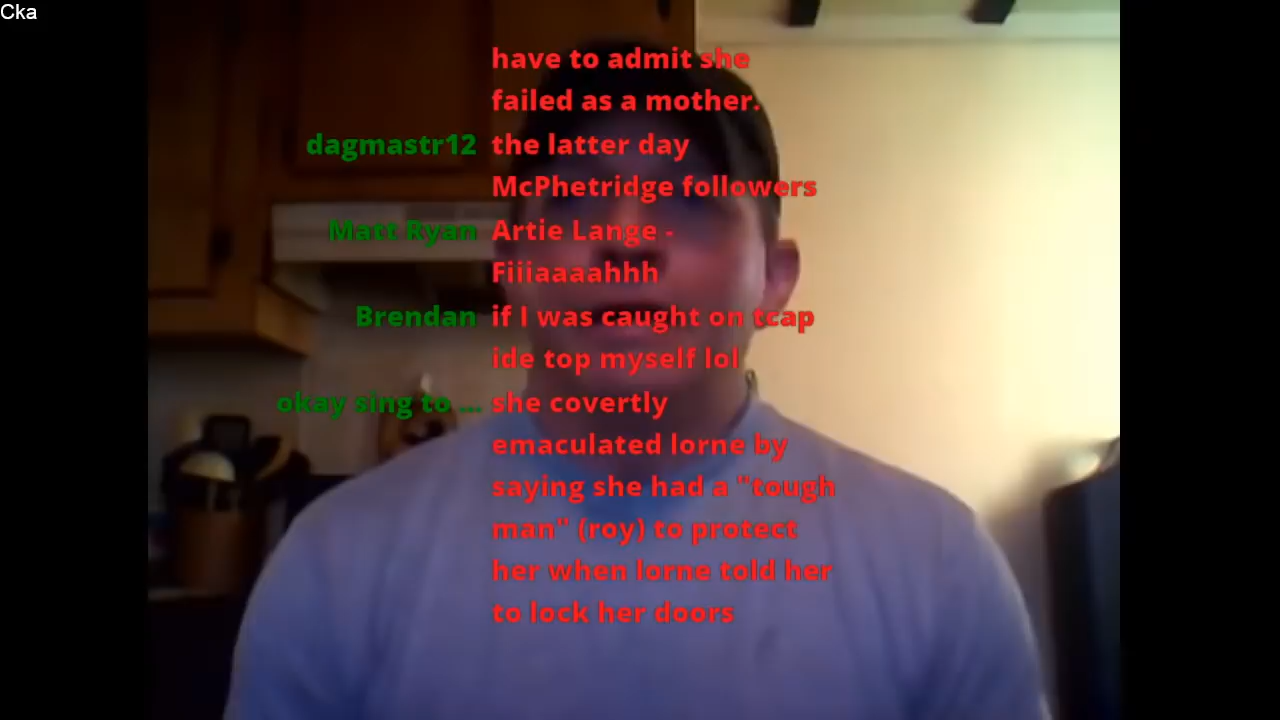 Cka
have to admit she
failed as a mother.
dagmastr12 the latter day
McPhetridge followers
Matt Ryan Artie Lange -
Fiiiaaaahhh
Brendan if I was caught on tcap
ide top myself lol
okay sing to ... she covertly
emaculated lorne by
saying she had a "tough
man" (roy) to protect
her when lorne told her
to lock her doors